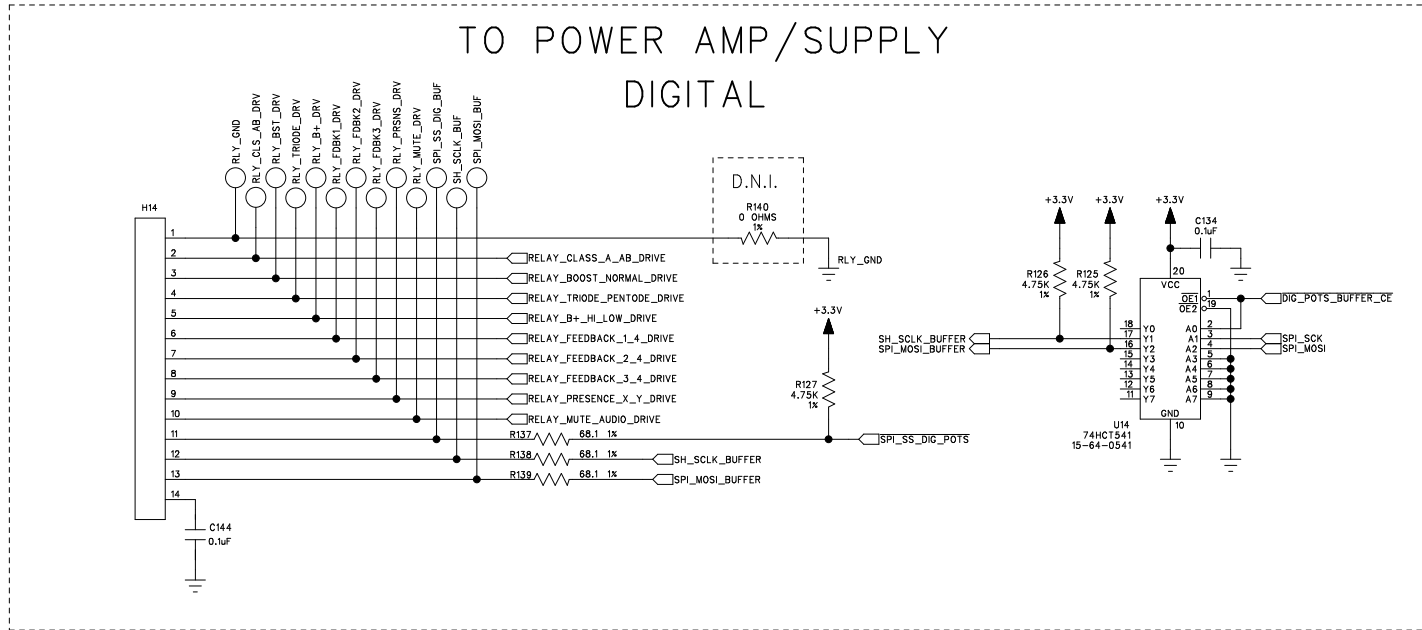 TO POWER AMP/SUPPLY
DIGITAL
RLY_GND
RLY_CLS_AB_DRV
RLY_BST_DRV
RLY_TRIODE_DRV
RLY_B+_DRV
RLY_FDBK1_DRV
RLY_FDBK2_DRV
RLY_FDBK3_DRV
RLY_PRSNS_DRV
RLY_MUTE_DRV
SPI_SS_DIG_BUF
SH_SCLK_BUF
SPI_MOSI_BUF
H14
1
2 RELAY_CLASS_A_AB_DRIVE
3 RELAY_BOOST_NORMAL_DRIVE
4 RELAY_TRIODE_PENTODE_DRIVE
5 RELAY_B+_HI_LOW_DRIVE
6 RELAY_FEEDBACK_1_4_DRIVE
7 RELAY_FEEDBACK_2_4_DRIVE
8 RELAY_FEEDBACK_3_4_DRIVE
9 RELAY_PRESENCE_X_Y_DRIVE
10 RELAY_MUTE_AUDIO_DRIVE
11 R137 68.1 1% SPI_SS_DIG_POTS
12 R138 68.1 1% SH_SCLK_BUFFER
13 R139 68.1 1% SPI_MOSI_BUFFER
14
C144
0.1uF
D.N.I.
R140
0 OHMS
1%
RLY_GND
+3.3V
R127
4.75K
1%
+3.3V
+3.3V
+3.3V
C134
0.1uF
R126
4.75K
1%
R125
4.75K
1%
20
VCC
OE1 1 DIG_POTS_BUFFER_CE
OE2 19
18 Y0 A0 2
SH_SCLK_BUFFER 17 Y1 A1 3 SPI_SCK
SPI_MOSI_BUFFER 16 Y2 A2 4 SPI_MOSI
15 Y3 A3 5
14 Y4 A4 6
13 Y5 A5 7
12 Y6 A6 8
11 Y7 A7 9
GND
10
U14
74HCT541
15-64-0541